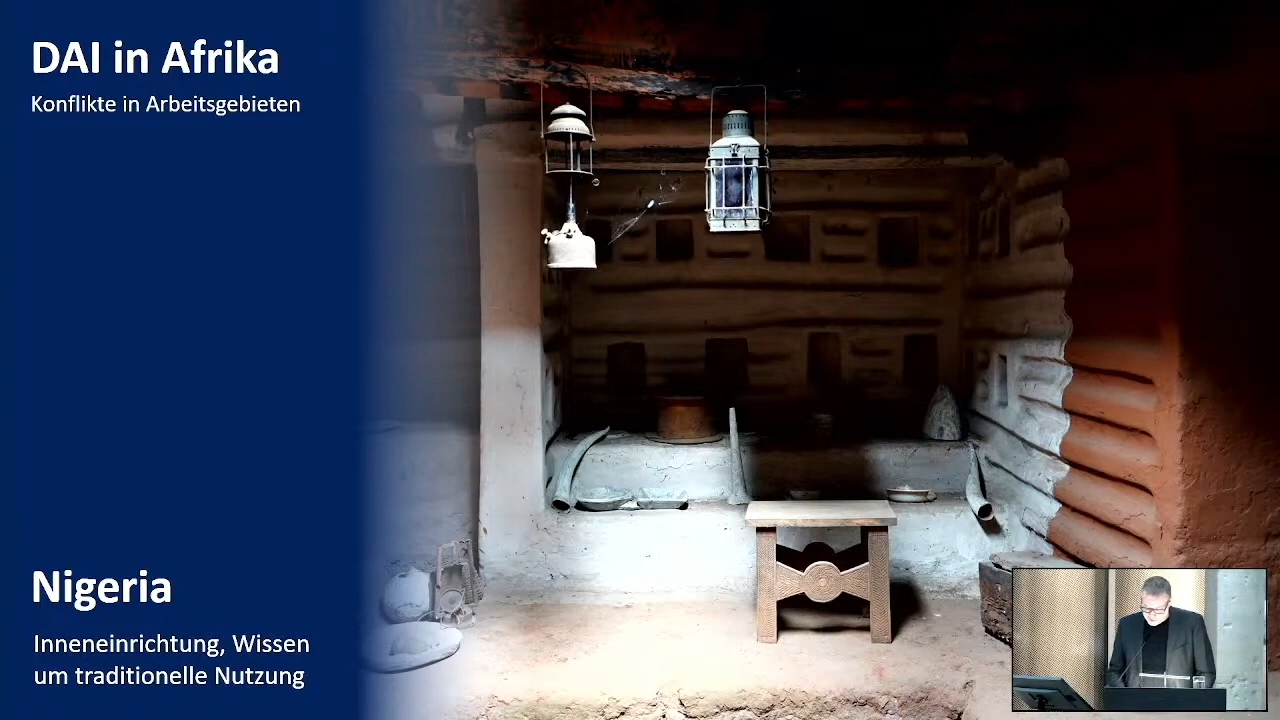 DAI in Afrika
Konflikte in Arbeitsgebieten
Nigeria
Inneneinrichtung, Wissen
um traditionelle Nutzung